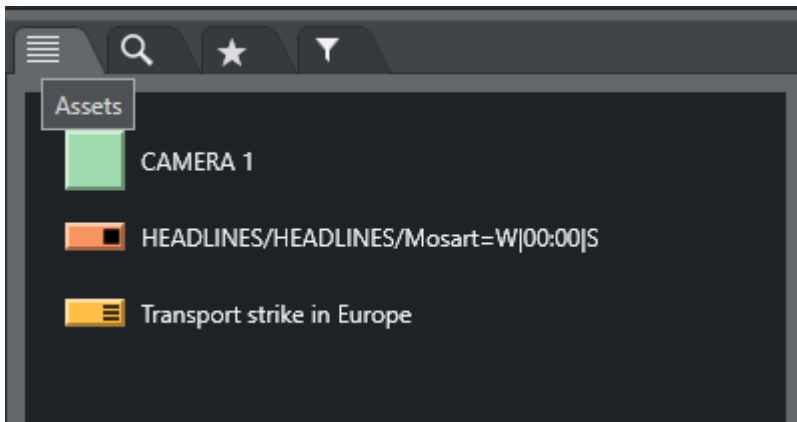 Assets
CAMERA 1
HEADLINES/HEADLINES/Mosart=W|00:00|S
Transport strike in Europe